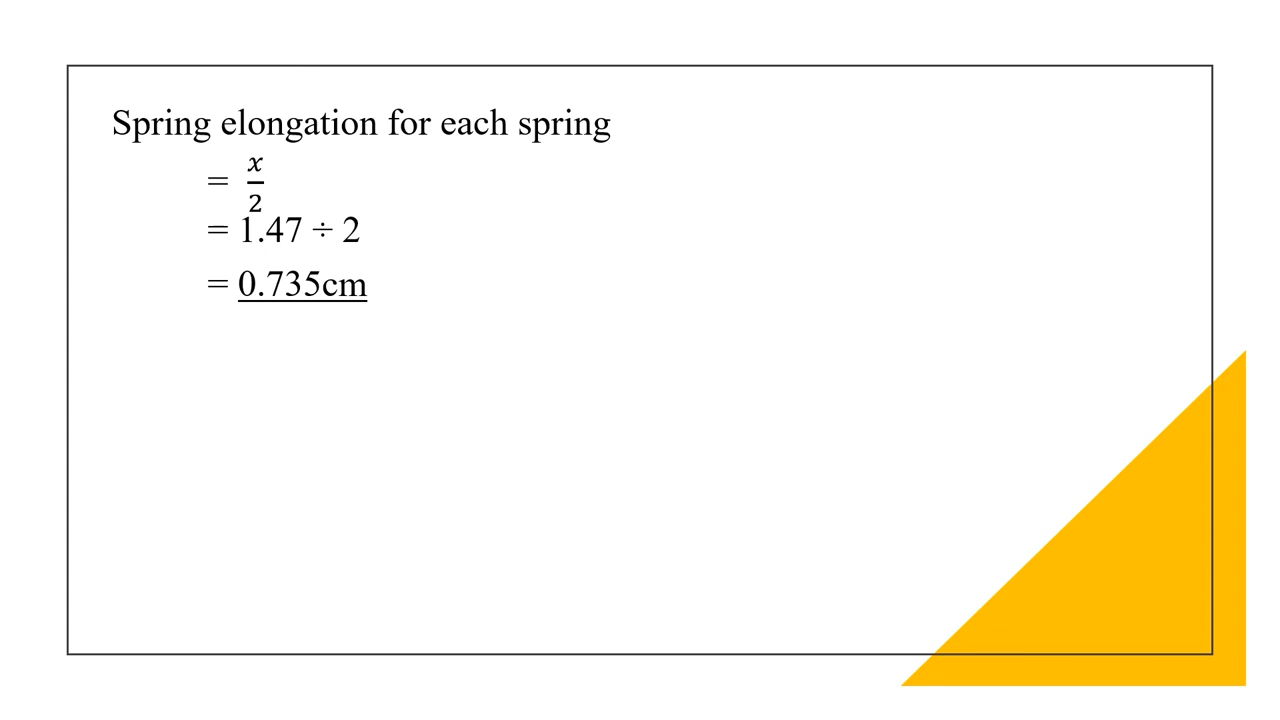 Spring elongation for each spring
= x/2
= 1.47 ÷ 2
= 0.735cm